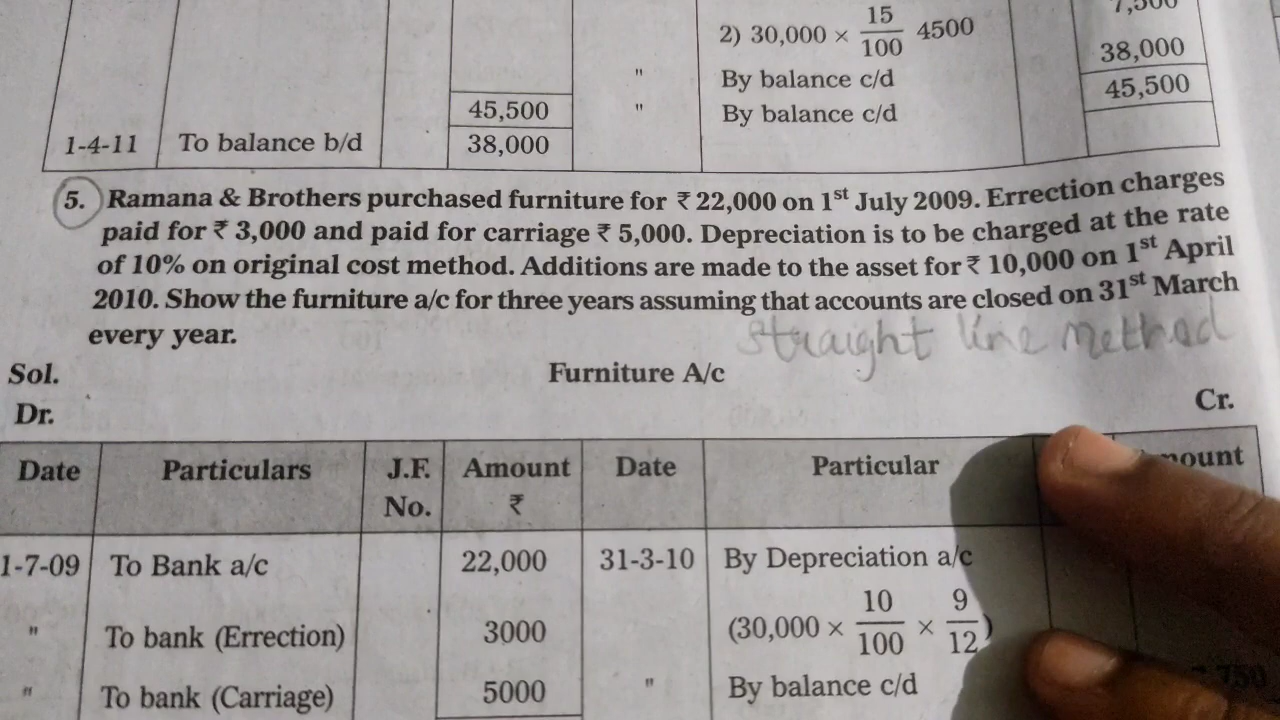 2) 30,000 × 15/100 4500
38,000
" By balance c/d
45,500 " By balance c/d 45,500
1-4-11 To balance b/d 38,000
5. Ramana & Brothers purchased furniture for ₹ 22,000 on 1st July 2009. Errection charges
paid for ₹ 3,000 and paid for carriage ₹ 5,000. Depreciation is to be charged at the rate
of 10% on original cost method. Additions are made to the asset for ₹ 10,000 on 1st April
2010. Show the furniture a/c for three years assuming that accounts are closed on 31st March
every year.
straight line method
Sol. Furniture A/c
Dr. Cr.
Date Particulars J.F. No. Amount ₹ Date Particular
1-7-09 To Bank a/c 22,000 31-3-10 By Depreciation a/c
" To bank (Errection) 3000 (30,000 × 10/100 × 9/12)
" To bank (Carriage) 5000 " By balance c/d